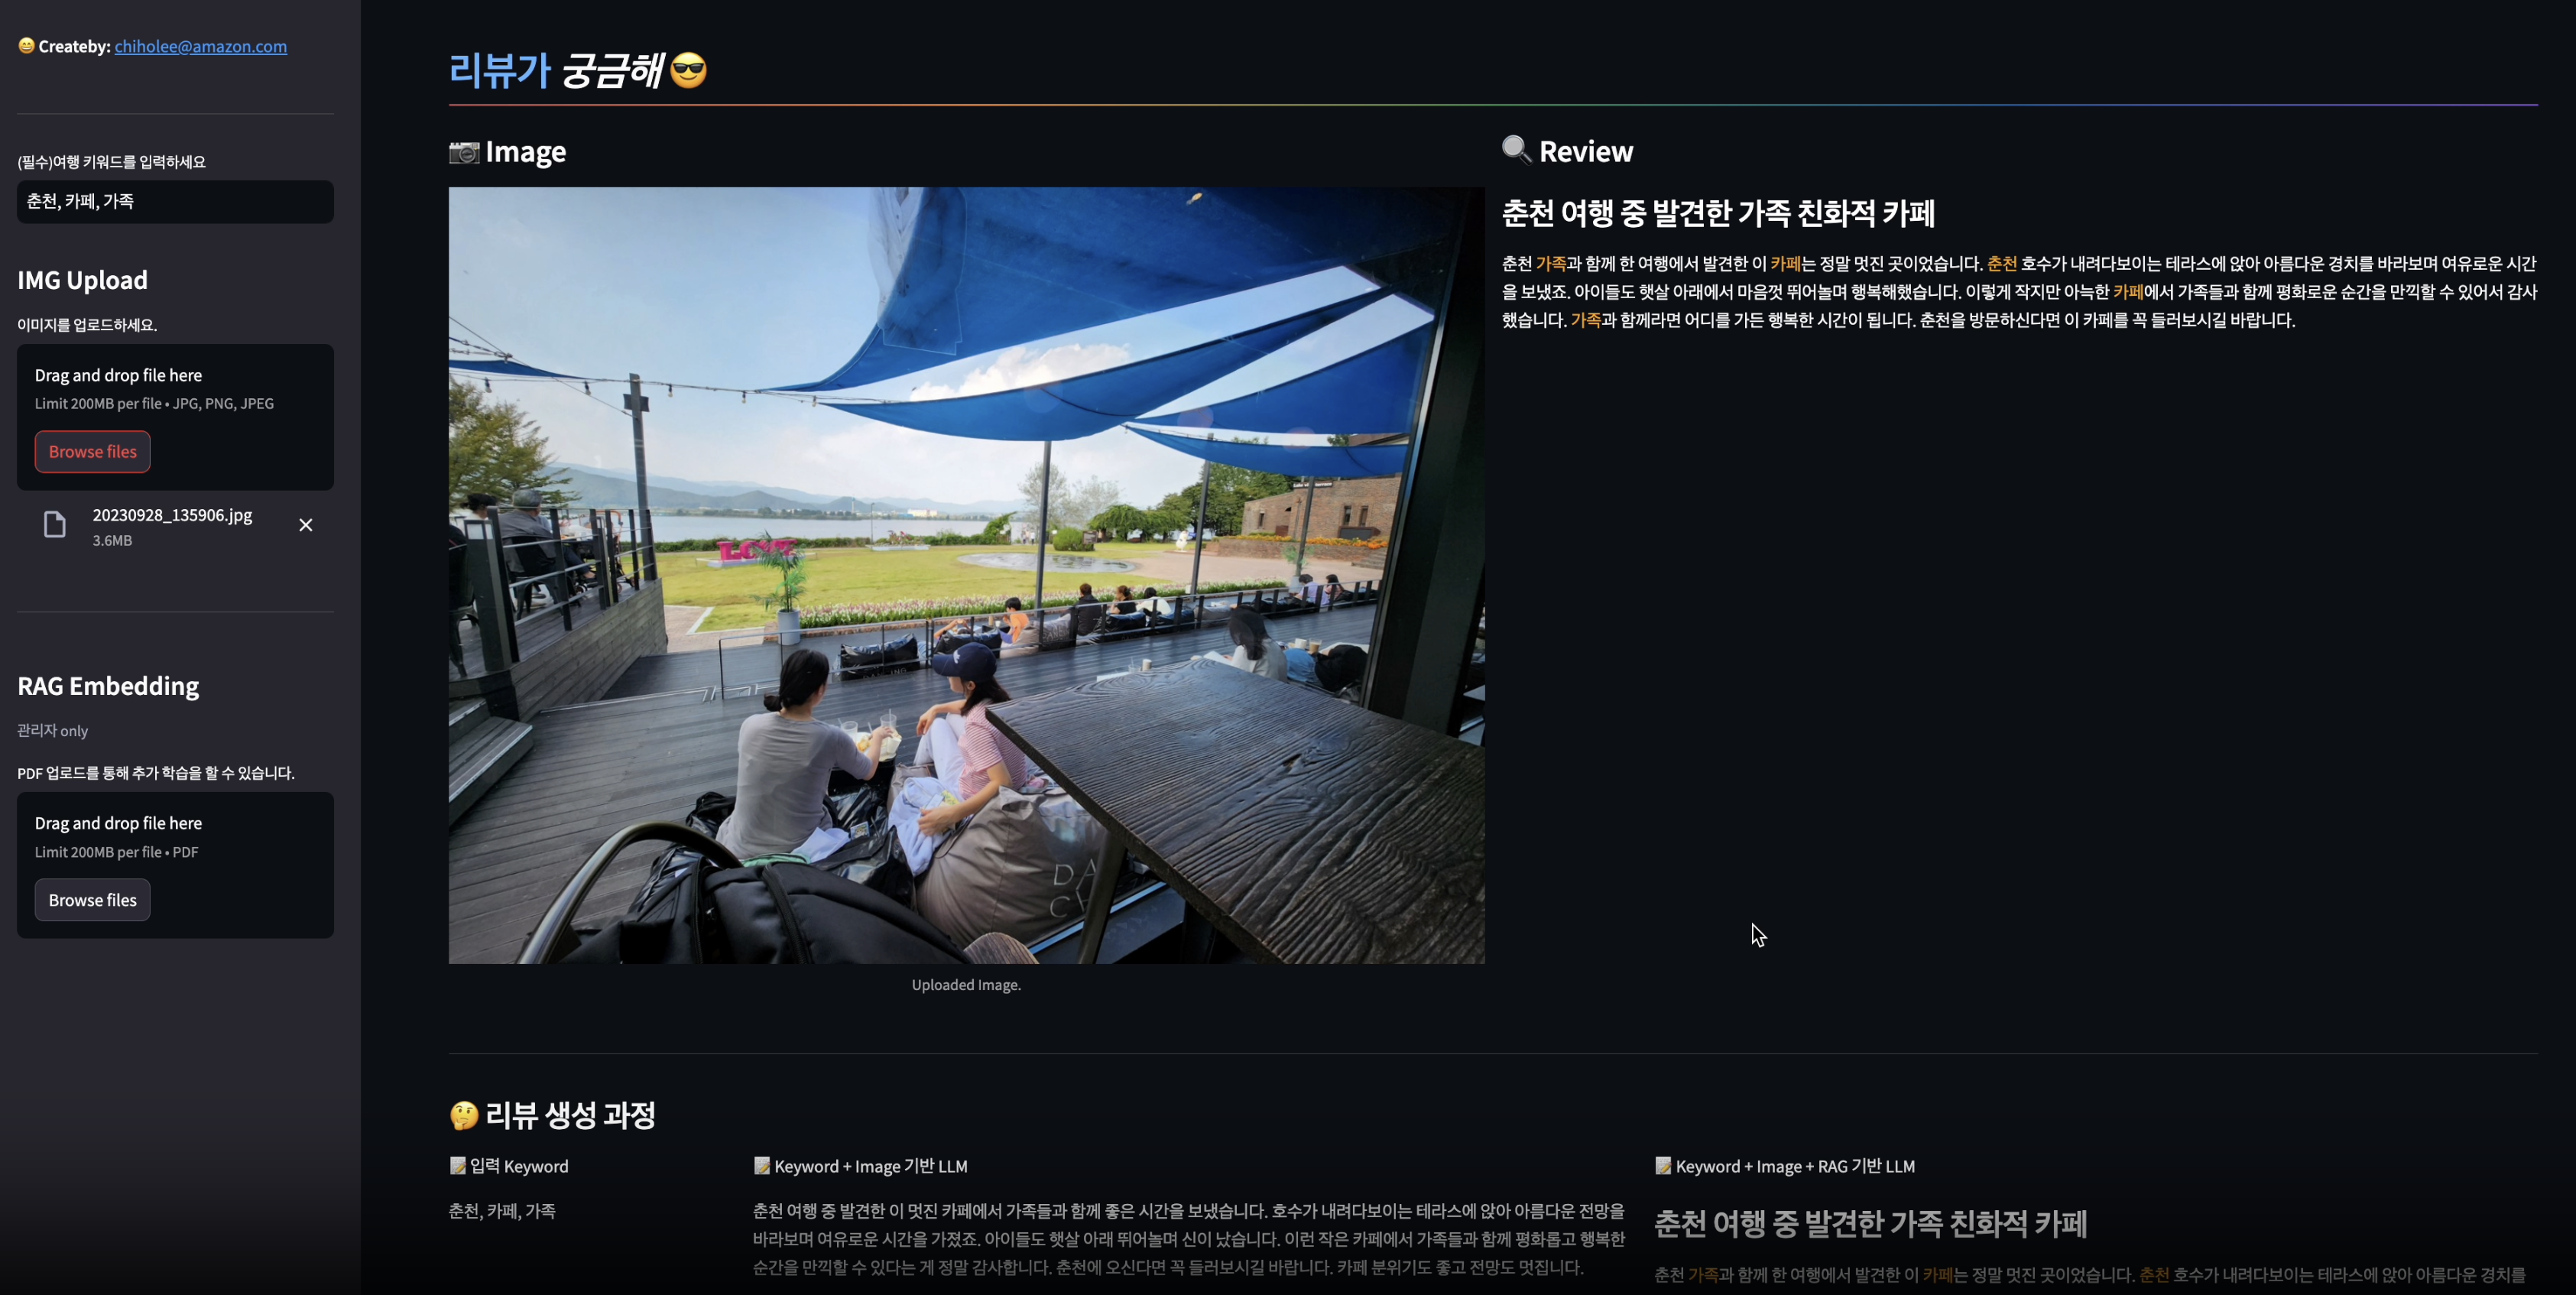 😄 Createby: chiholee@amazon.com
(필수)여행 키워드를 입력하세요
춘천, 카페, 가족
IMG Upload
이미지를 업로드하세요.
Drag and drop file here
Limit 200MB per file • JPG, PNG, JPEG
Browse files
20230928_135906.jpg
3.6MB
RAG Embedding
관리자 only
PDF 업로드를 통해 추가 학습을 할 수 있습니다.
Drag and drop file here
Limit 200MB per file • PDF
Browse files
리뷰가 궁금해😎
📷 Image
LOVE
DA
C
Uploaded Image.
🔍 Review
춘천 여행 중 발견한 가족 친화적 카페
춘천 가족과 함께 한 여행에서 발견한 이 카페는 정말 멋진 곳이었습니다. 춘천 호수가 내려다보이는 테라스에 앉아 아름다운 경치를 바라보며 여유로운 시간
을 보냈죠. 아이들도 햇살 아래에서 마음껏 뛰어놀며 행복해했습니다. 이렇게 작지만 아늑한 카페에서 가족들과 함께 평화로운 순간을 만끽할 수 있어서 감사
했습니다. 가족과 함께라면 어디를 가든 행복한 시간이 됩니다. 춘천을 방문하신다면 이 카페를 꼭 들러보시길 바랍니다.
🤔 리뷰 생성 과정
📝 입력 Keyword
춘천, 카페, 가족
📝 Keyword + Image 기반 LLM
춘천 여행 중 발견한 이 멋진 카페에서 가족들과 함께 좋은 시간을 보냈습니다. 호수가 내려다보이는 테라스에 앉아 아름다운 전망을
바라보며 여유로운 시간을 가졌죠. 아이들도 햇살 아래 뛰어놀며 신이 났습니다. 이런 작은 카페에서 가족들과 함께 평화롭고 행복한
순간을 만끽할 수 있다는 게 정말 감사합니다. 춘천에 오신다면 꼭 들러보시길 바랍니다. 카페 분위기도 좋고 전망도 멋집니다.
📝 Keyword + Image + RAG 기반 LLM
춘천 여행 중 발견한 가족 친화적 카페
춘천 가족과 함께 한 여행에서 발견한 이 카페는 정말 멋진 곳이었습니다. 춘천 호수가 내려다보이는 테라스에 앉아 아름다운 경치를